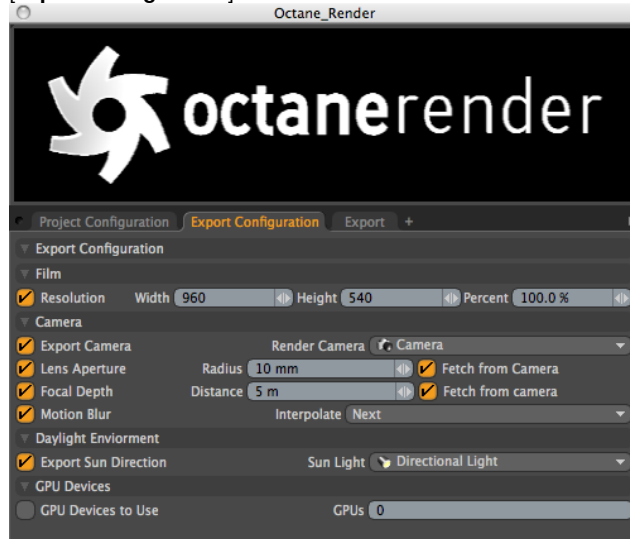 Octane_Render
octanerender
Project Configuration Export Configuration Export +
Export Configuration
Film
Resolution Width 960 Height 540 Percent 100.0 %
Camera
Export Camera Render Camera Camera
Lens Aperture Radius 10 mm Fetch from Camera
Focal Depth Distance 5 m Fetch from camera
Motion Blur Interpolate Next
Daylight Enviorment
Export Sun Direction Sun Light Directional Light
GPU Devices
GPU Devices to Use GPUs 0